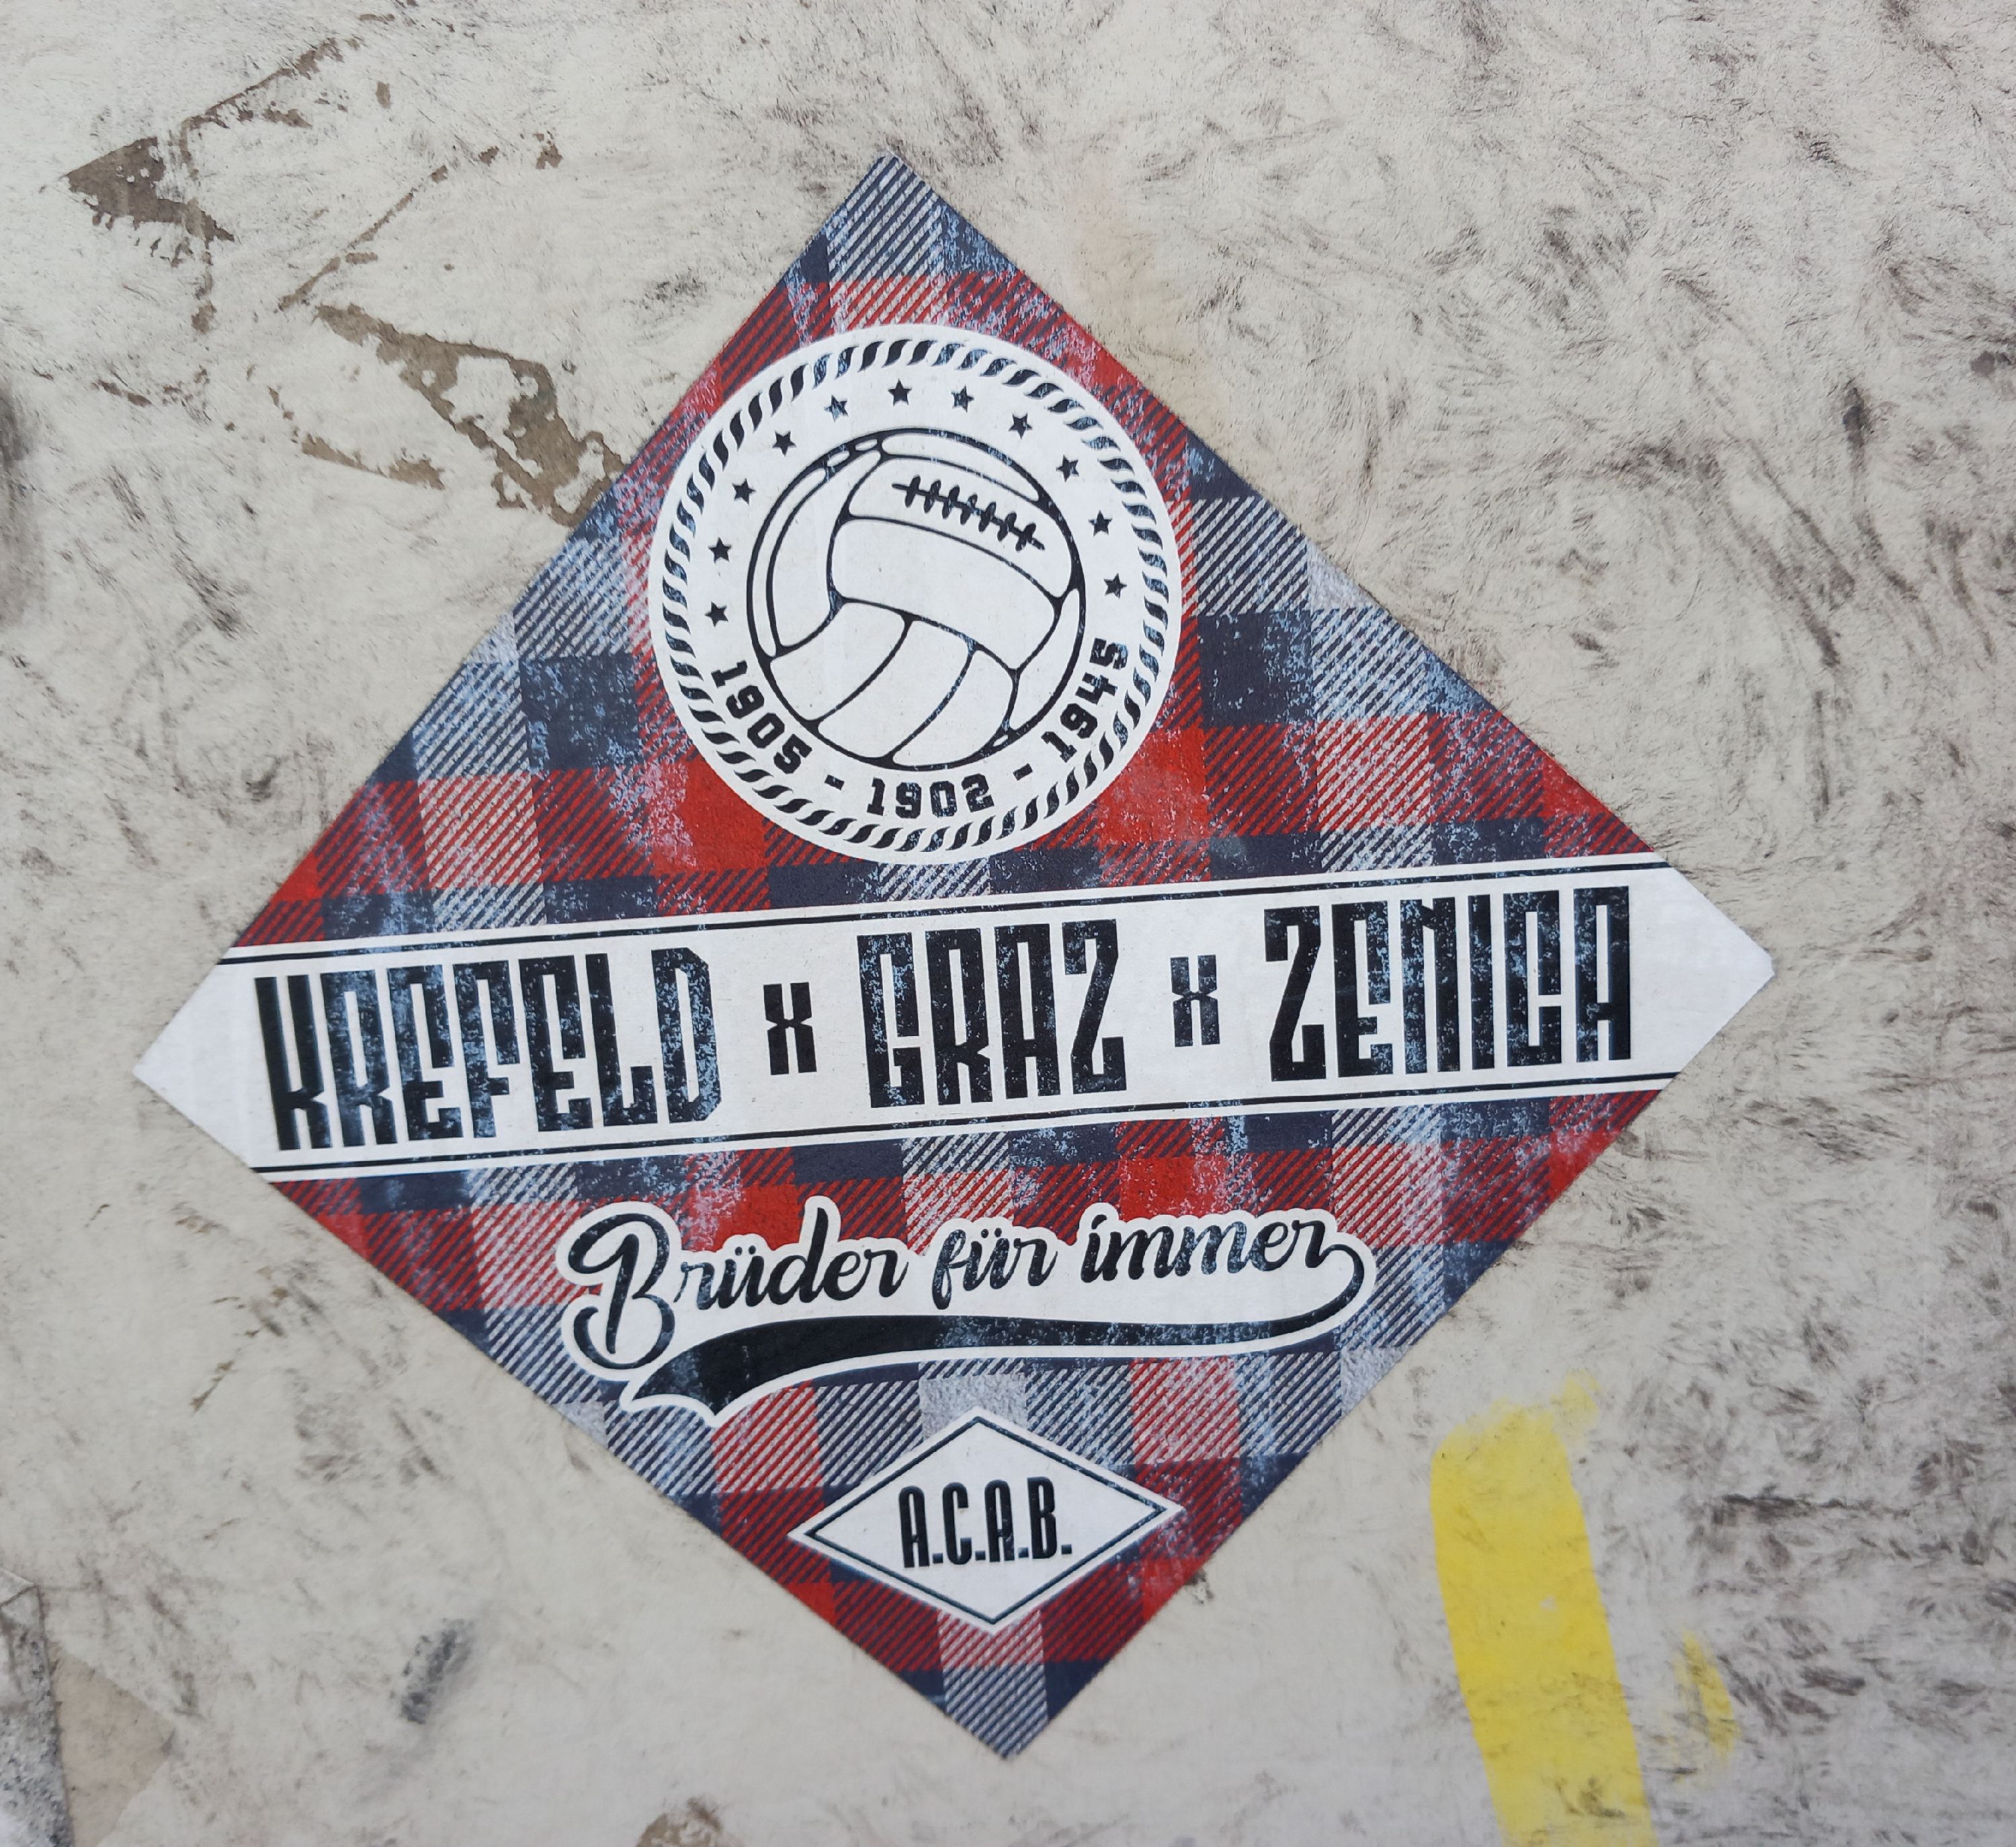 1905 - 1902 - 1945
KREFELD x GRAZ x ZENICA
Brüder für immer
A.C.A.B.